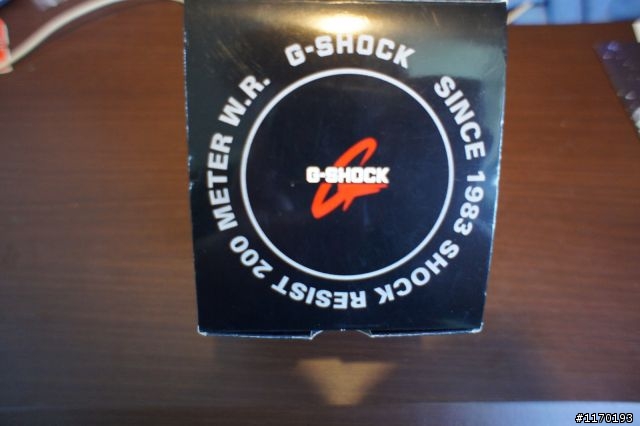 G-SHOCK
SINCE 1983 SHOCK RESIST 200 METER W.R.
G-SHOCK
#1170193